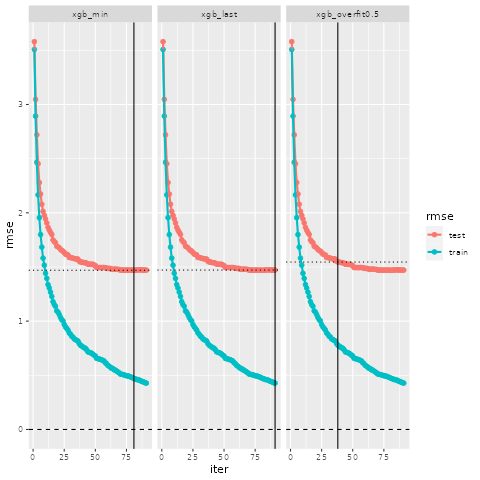 xgb_min
xgb_last
xgb_overfit0.5
rmse
3
2
1
0
0 25 50 75
0 25 50 75
0 25 50 75
iter
rmse
test
train